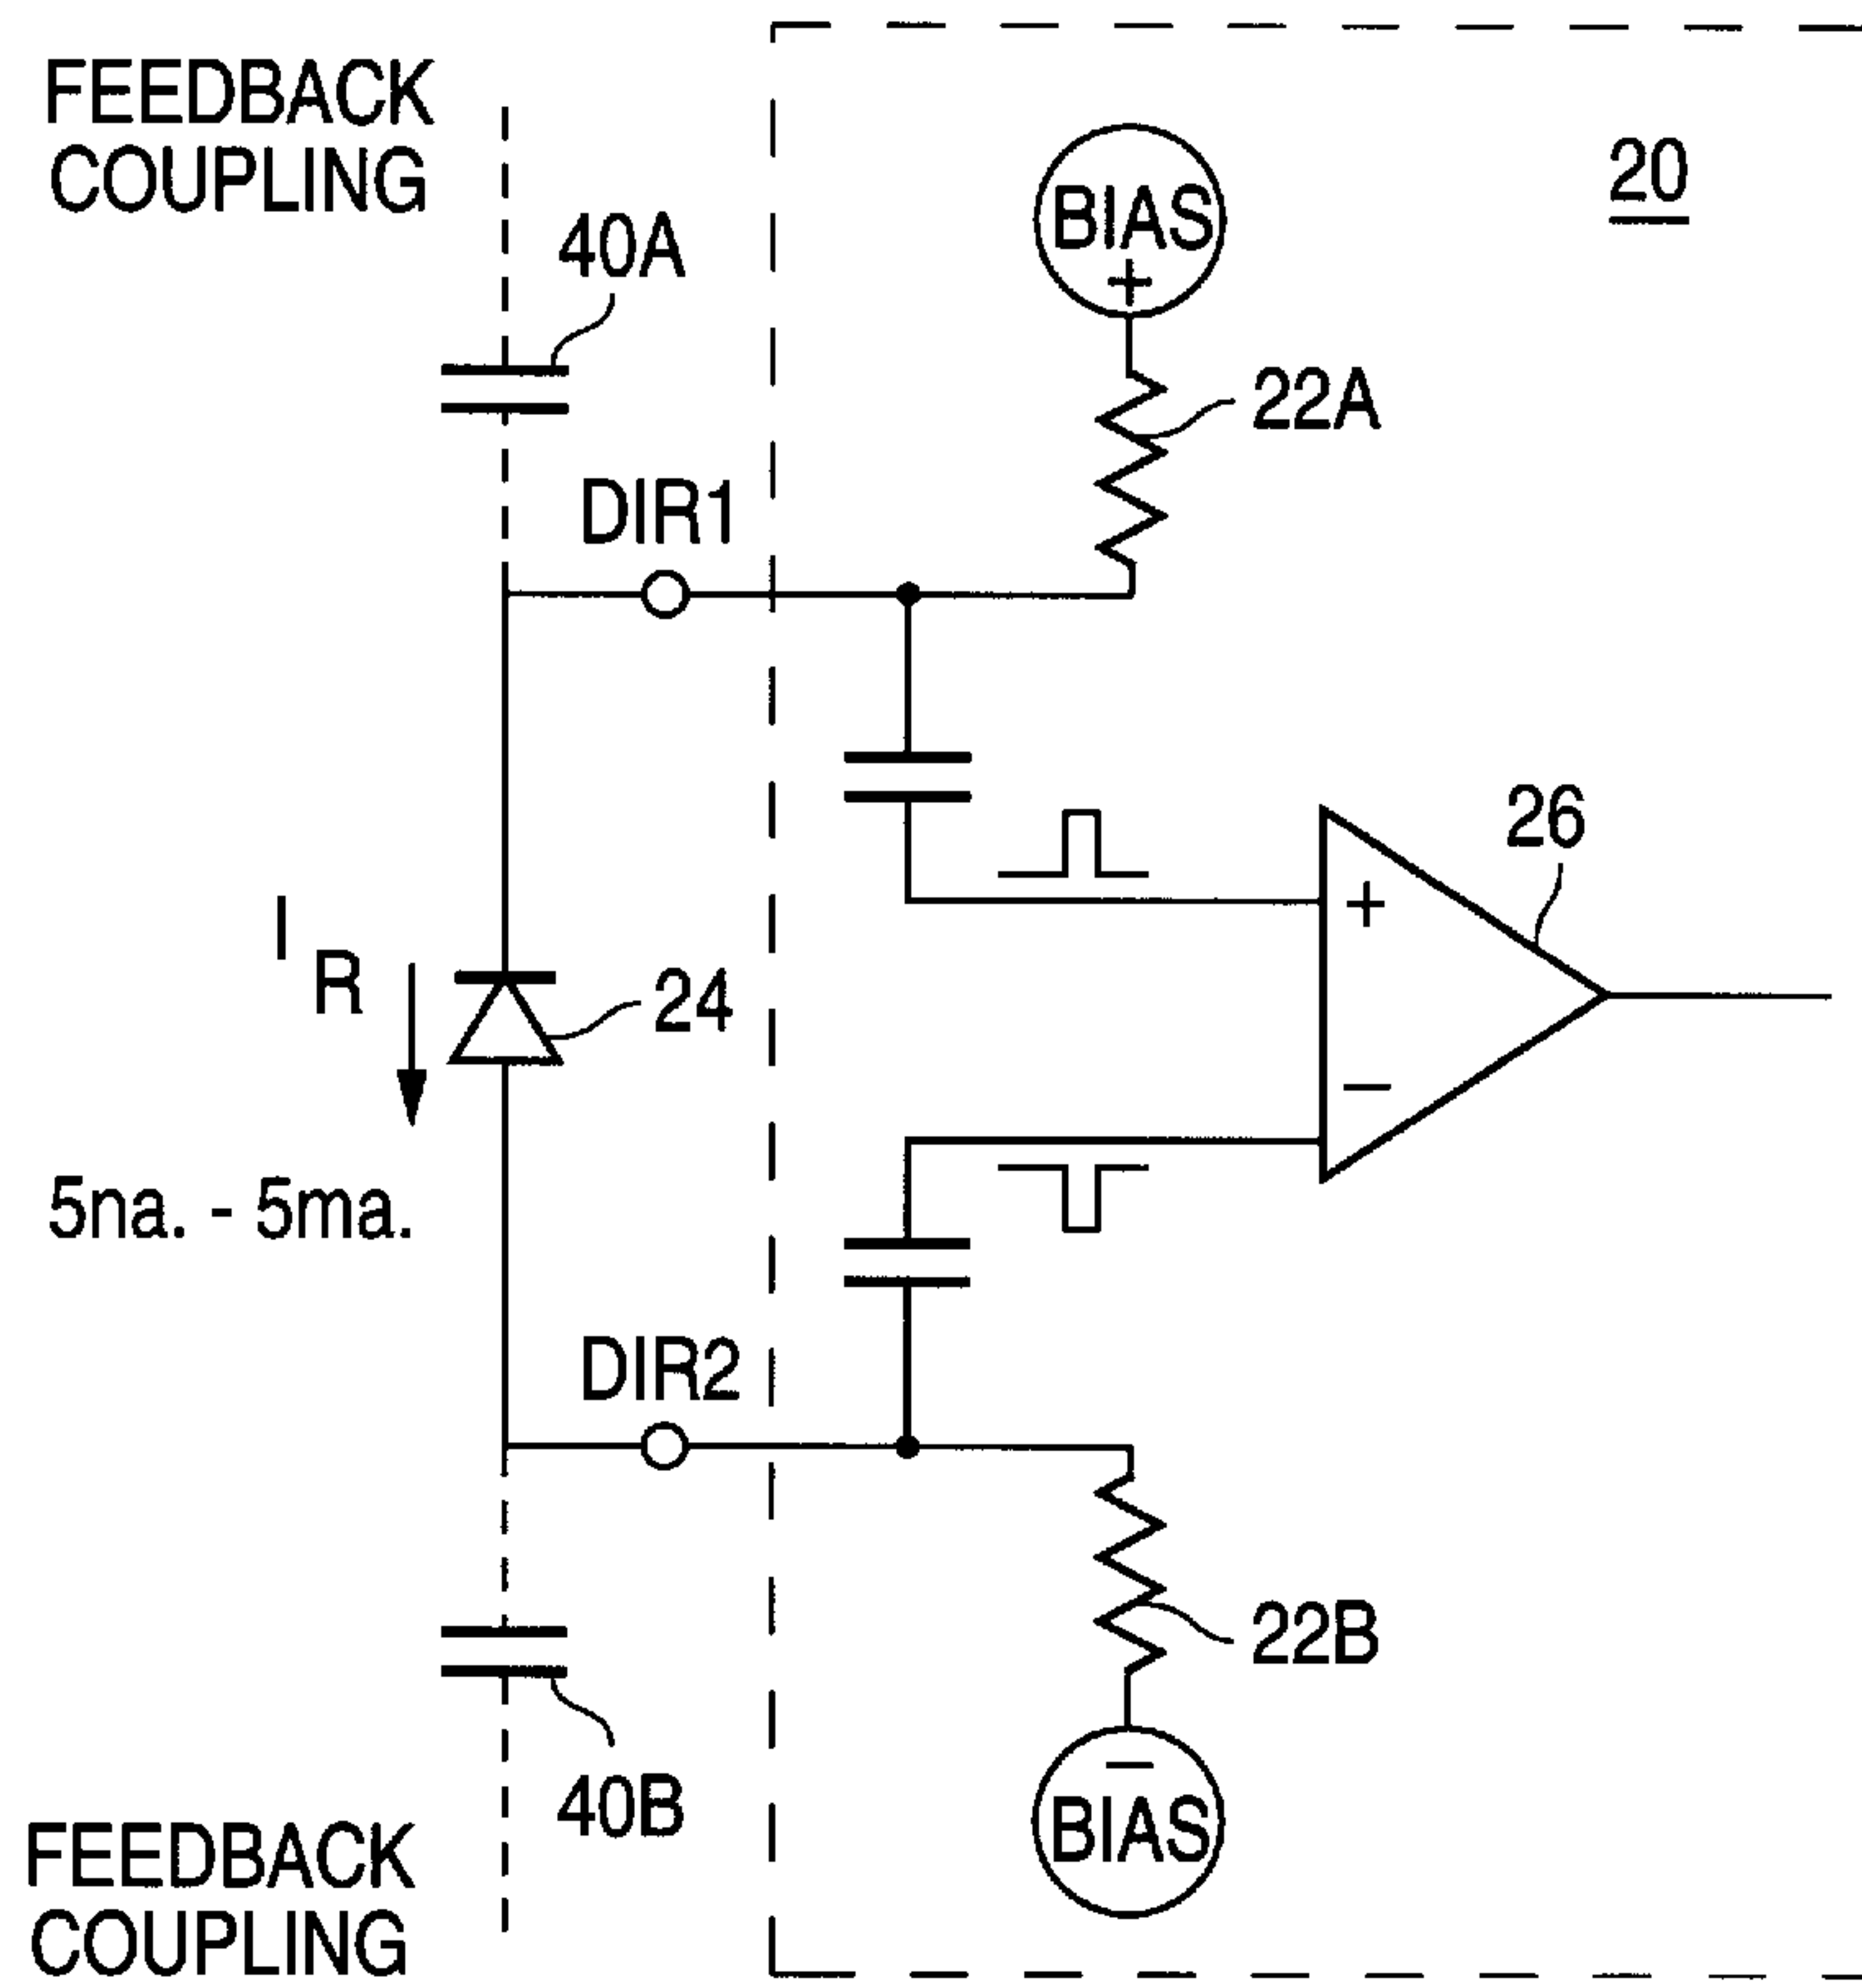 FEEDBACK
COUPLING
20
BIAS
+
40A
22A
DIR1
26
+
I R
24
−
5na. - 5ma.
DIR2
22B
−
BIAS
40B
FEEDBACK
COUPLING